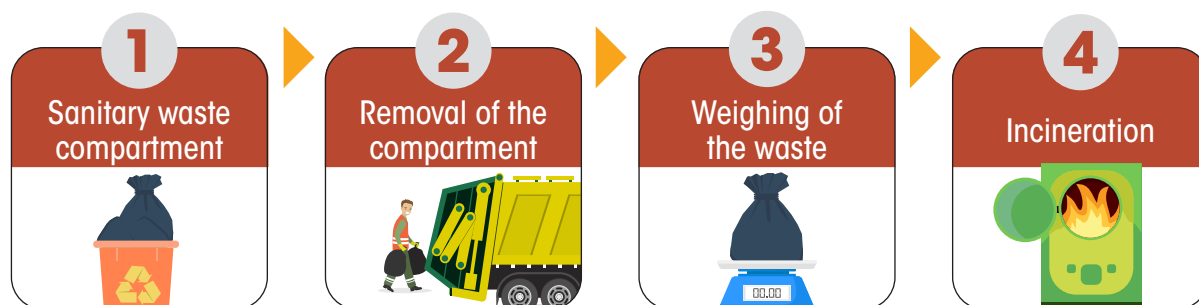 1
Sanitary waste
compartment
2
Removal of the
compartment
3
Weighing of
the waste
00.00
4
Incineration